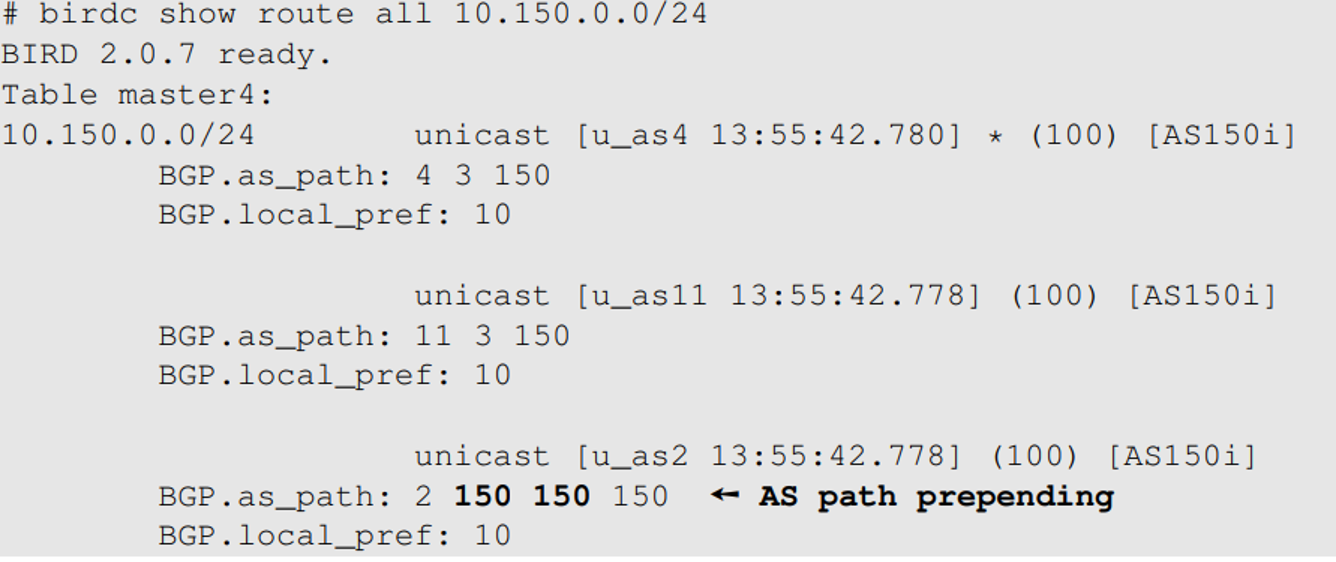 # birdc show route all 10.150.0.0/24
BIRD 2.0.7 ready.
Table master4:
10.150.0.0/24        unicast [u_as4 13:55:42.780] * (100) [AS150i]
        BGP.as_path: 4 3 150
        BGP.local_pref: 10
                     unicast [u_as11 13:55:42.778] (100) [AS150i]
        BGP.as_path: 11 3 150
        BGP.local_pref: 10
                     unicast [u_as2 13:55:42.778] (100) [AS150i]
        BGP.as_path: 2 150 150 150  ← AS path prepending
        BGP.local_pref: 10